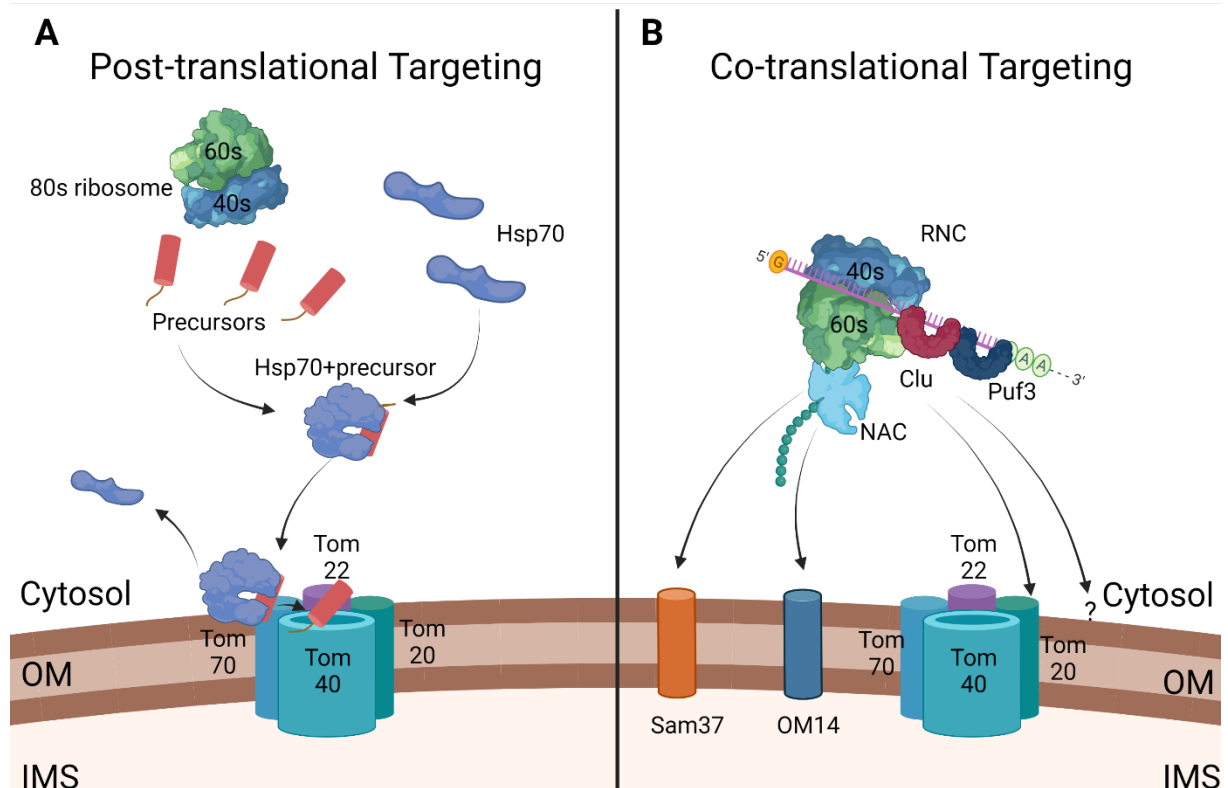 A
Post-translational Targeting
60s
80s ribosome
40s
Hsp70
Precursors
Hsp70+precursor
Tom
22
Cytosol
Tom
70
Tom
20
OM
Tom
40
IMS
B
Co-translational Targeting
RNC
5' G
40s
60s
Clu
A A 3'
Puf3
NAC
Tom
22
? Cytosol
Tom
70
Tom
20
Tom
40
OM
Sam37
OM14
IMS